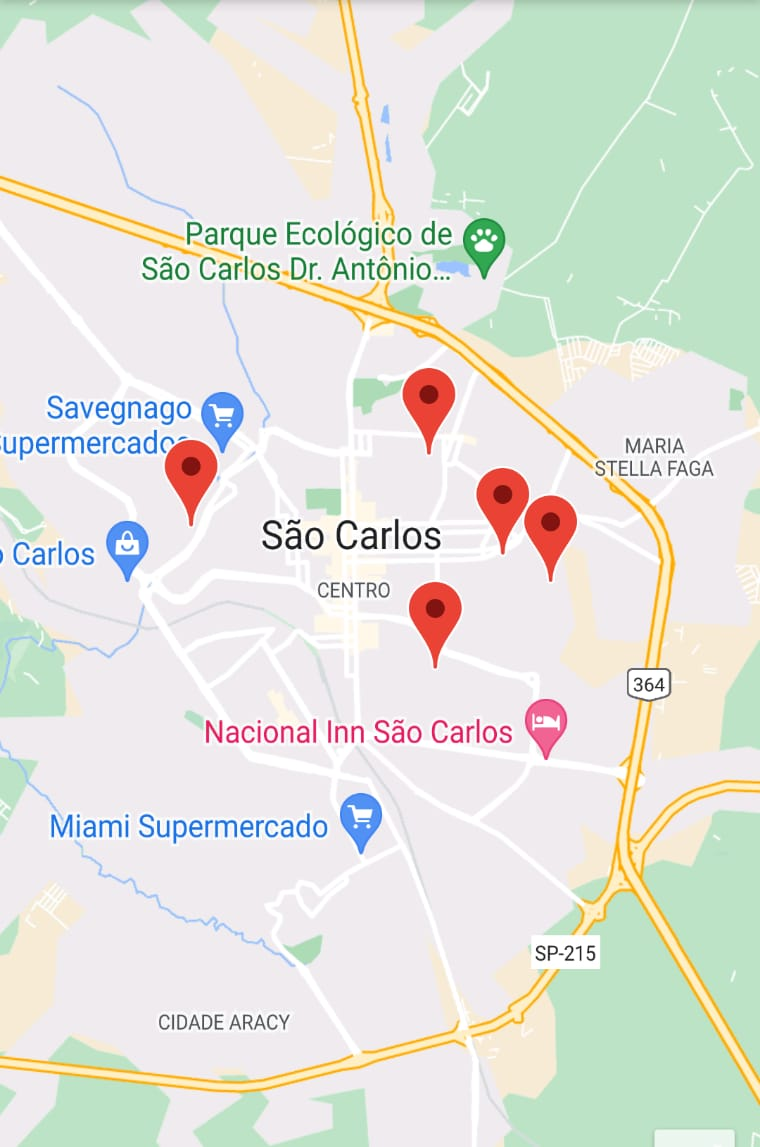 Parque Ecológico de
São Carlos Dr. Antônio...
Savegnago
Supermercados
MARIA
STELLA FAGA
São Carlos
o Carlos
CENTRO
364
Nacional Inn São Carlos
Miami Supermercado
SP-215
CIDADE ARACY